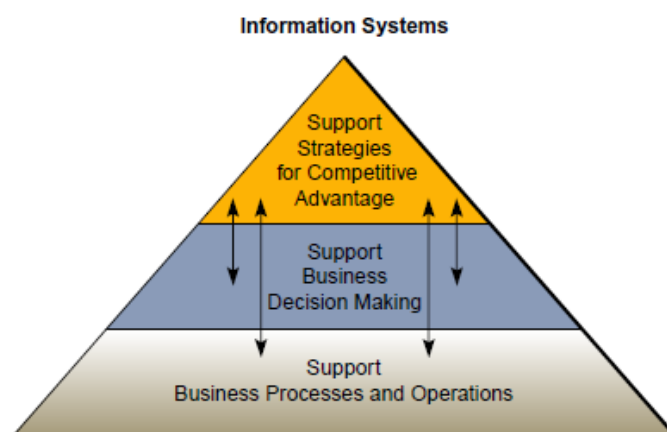 Information Systems
Support
Strategies
for Competitive
Advantage
Support
Business
Decision Making
Support
Business Processes and Operations